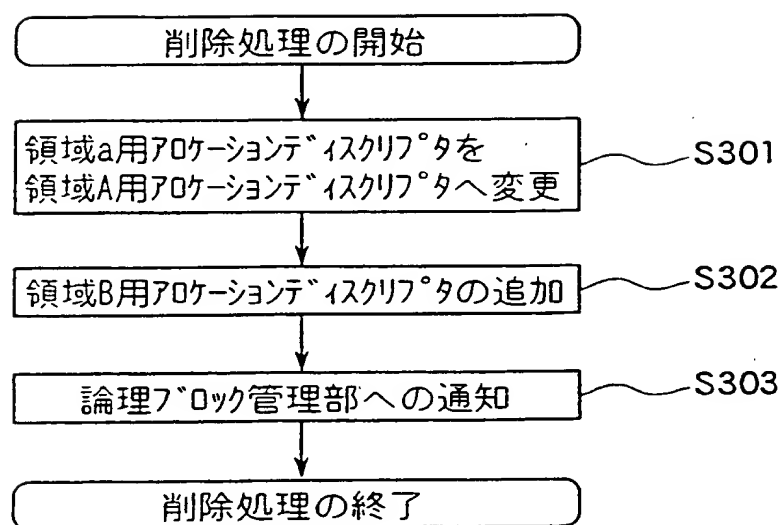 削除処理の開始
領域a用アロケーションディスクリプタを
領域A用アロケーションディスクリプタへ変更
S301
領域B用アロケーションディスクリプタの追加
S302
論理ブロック管理部への通知
S303
削除処理の終了